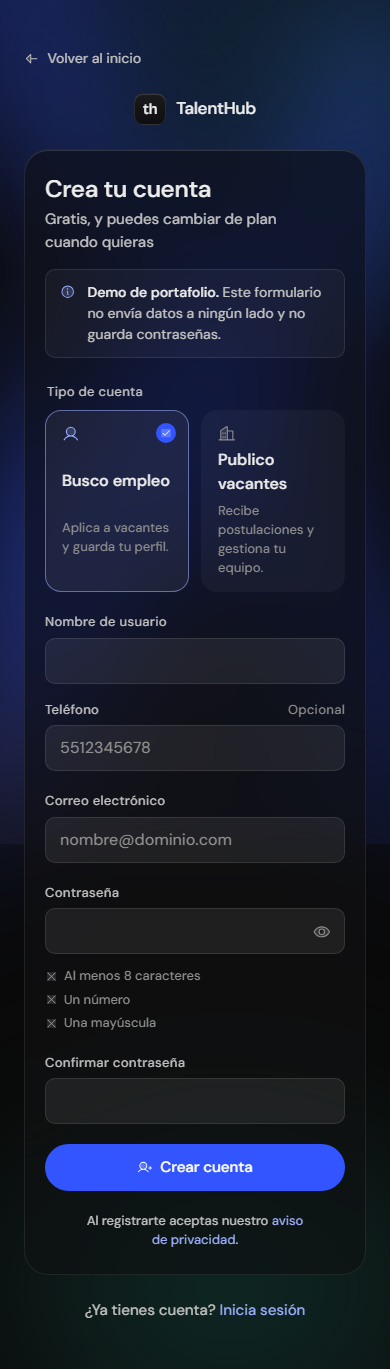 Volver al inicio
th TalentHub
Crea tu cuenta
Gratis, y puedes cambiar de plan
cuando quieras
Demo de portafolio. Este formulario
no envía datos a ningún lado y no
guarda contraseñas.
Tipo de cuenta
Busco empleo
Aplica a vacantes
y guarda tu perfil.
Publico
vacantes
Recibe
postulaciones y
gestiona tu
equipo.
Nombre de usuario
Teléfono Opcional
5512345678
Correo electrónico
nombre@dominio.com
Contraseña
Al menos 8 caracteres
Un número
Una mayúscula
Confirmar contraseña
Crear cuenta
Al registrarte aceptas nuestro aviso
de privacidad.
¿Ya tienes cuenta? Inicia sesión